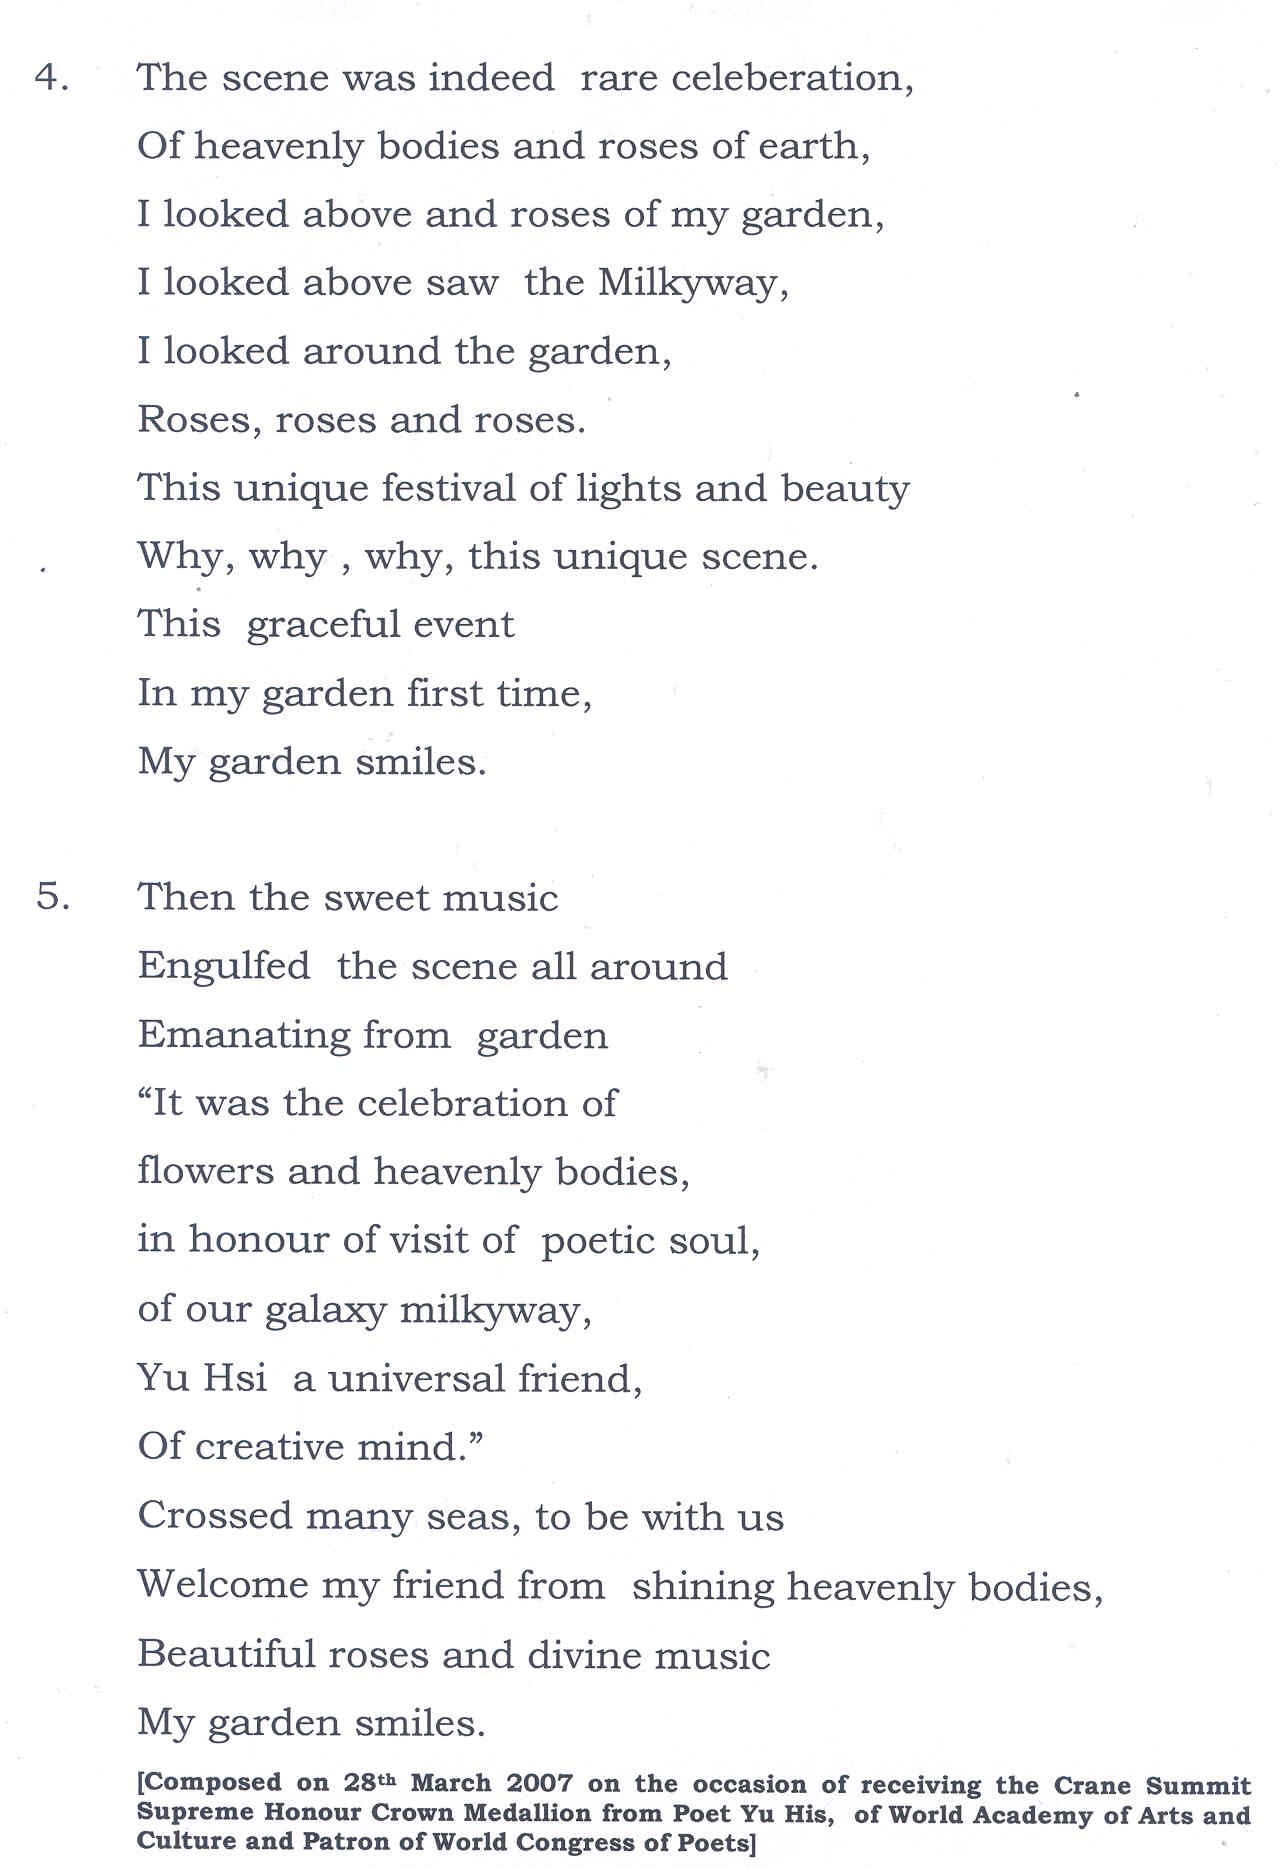 4. The scene was indeed rare celeberation,
Of heavenly bodies and roses of earth,
I looked above and roses of my garden,
I looked above saw the Milkyway,
I looked around the garden,
Roses, roses and roses.
This unique festival of lights and beauty
Why, why , why, this unique scene.
This graceful event
In my garden first time,
My garden smiles.
5. Then the sweet music
Engulfed the scene all around
Emanating from garden
“It was the celebration of
flowers and heavenly bodies,
in honour of visit of poetic soul,
of our galaxy milkyway,
Yu Hsi a universal friend,
Of creative mind.”
Crossed many seas, to be with us
Welcome my friend from shining heavenly bodies,
Beautiful roses and divine music
My garden smiles.
[Composed on 28th March 2007 on the occasion of receiving the Crane Summit
Supreme Honour Crown Medallion from Poet Yu His, of World Academy of Arts and
Culture and Patron of World Congress of Poets]